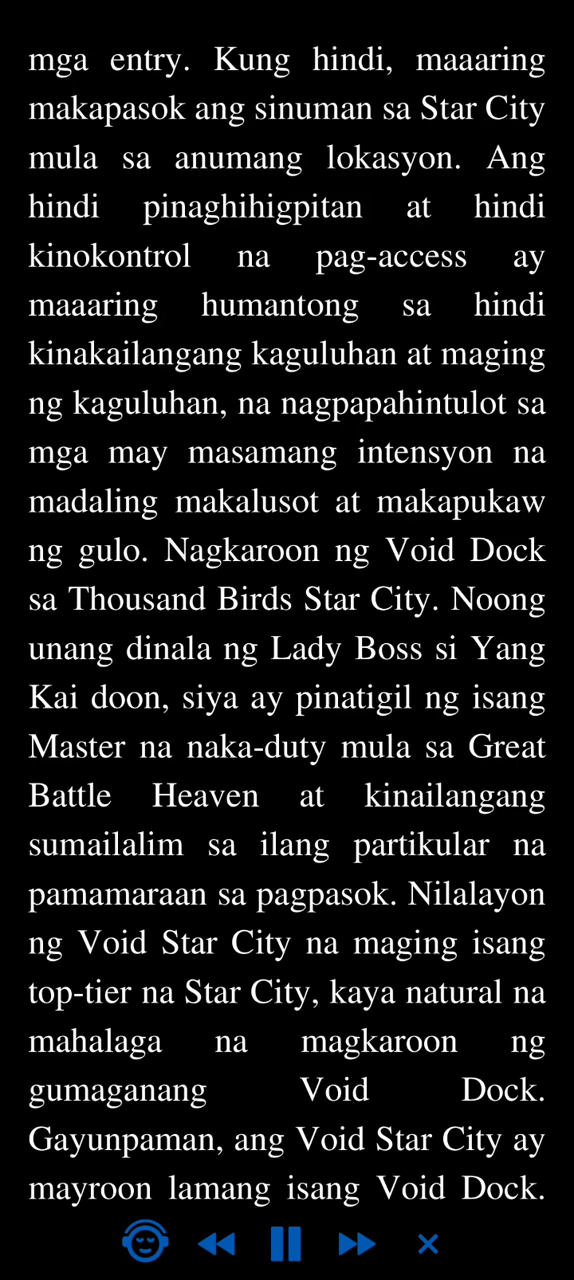 mga entry. Kung hindi, maaaring
makapasok ang sinuman sa Star City
mula sa anumang lokasyon. Ang
hindi pinaghihigpitan at hindi
kinokontrol na pag-access ay
maaaring humantong sa hindi
kinakailangang kaguluhan at maging
ng kaguluhan, na nagpapahintulot sa
mga may masamang intensyon na
madaling makalusot at makapukaw
ng gulo. Nagkaroon ng Void Dock
sa Thousand Birds Star City. Noong
unang dinala ng Lady Boss si Yang
Kai doon, siya ay pinatigil ng isang
Master na naka-duty mula sa Great
Battle Heaven at kinailangang
sumailalim sa ilang partikular na
pamamaraan sa pagpasok. Nilalayon
ng Void Star City na maging isang
top-tier na Star City, kaya natural na
mahalaga na magkaroon ng
gumaganang Void Dock.
Gayunpaman, ang Void Star City ay
mayroon lamang isang Void Dock.